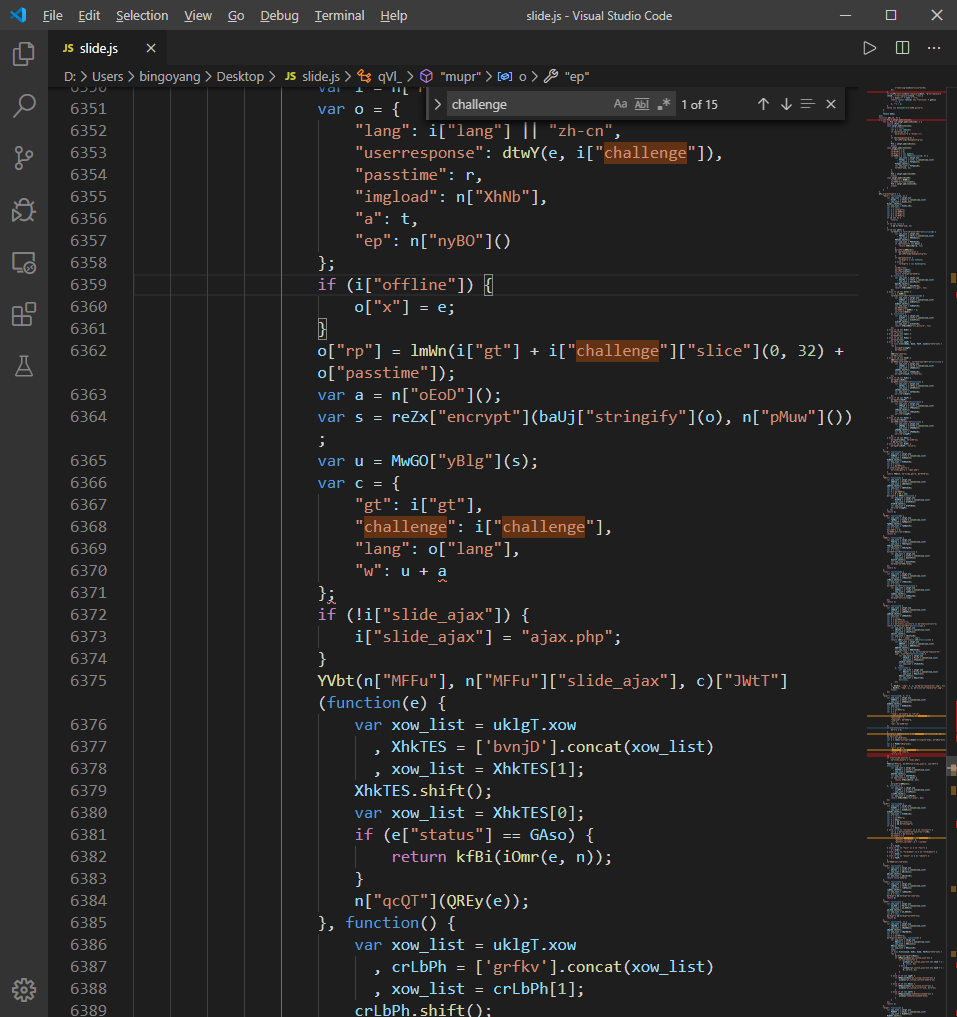 File Edit Selection View Go Debug Terminal Help slide.js - Visual Studio Code
JS slide.js
D: > Users > bingoyang > Desktop > JS slide.js > qVl_ > "mupr" > o > "ep"
challenge Aa Abl .* 1 of 15
6351 var o = {
6352 "lang": i["lang"] || "zh-cn",
6353 "userresponse": dtwY(e, i["challenge"]),
6354 "passtime": r,
6355 "imgload": n["XhNb"],
6356 "a": t,
6357 "ep": n["nyBO"]()
6358 };
6359 if (i["offline"]) {
6360 o["x"] = e;
6361 }
6362 o["rp"] = lmWn(i["gt"] + i["challenge"]["slice"](0, 32) +
o["passtime"]);
6363 var a = n["oEoD"]();
6364 var s = reZx["encrypt"](baUj["stringify"](o), n["pMuw"]())
;
6365 var u = MwGO["yBlg"](s);
6366 var c = {
6367 "gt": i["gt"],
6368 "challenge": i["challenge"],
6369 "lang": o["lang"],
6370 "w": u + a
6371 };
6372 if (!i["slide_ajax"]) {
6373 i["slide_ajax"] = "ajax.php";
6374 }
6375 YVbt(n["MFFu"], n["MFFu"]["slide_ajax"], c)["JWtT"]
(function(e) {
6376 var xow_list = uklgT.xow
6377 , XhkTES = ['bvnjD'].concat(xow_list)
6378 , xow_list = XhkTES[1];
6379 XhkTES.shift();
6380 var xow_list = XhkTES[0];
6381 if (e["status"] == GAso) {
6382 return kfBi(iOmr(e, n));
6383 }
6384 n["qcQT"](QREy(e));
6385 }, function() {
6386 var xow_list = uklgT.xow
6387 , crLbPh = ['grfkv'].concat(xow_list)
6388 , xow_list = crLbPh[1];
6389 crLbPh.shift();